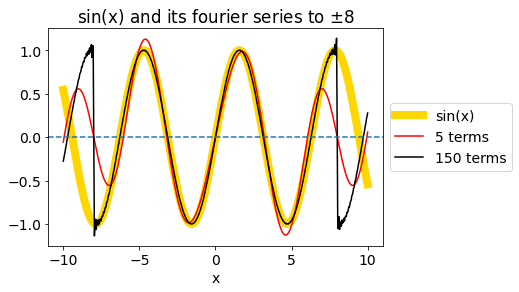 sin(x) and its fourier series to ±8
1.0
0.5
0.0
−0.5
−1.0
−10
−5
0
5
10
x
sin(x)
5 terms
150 terms